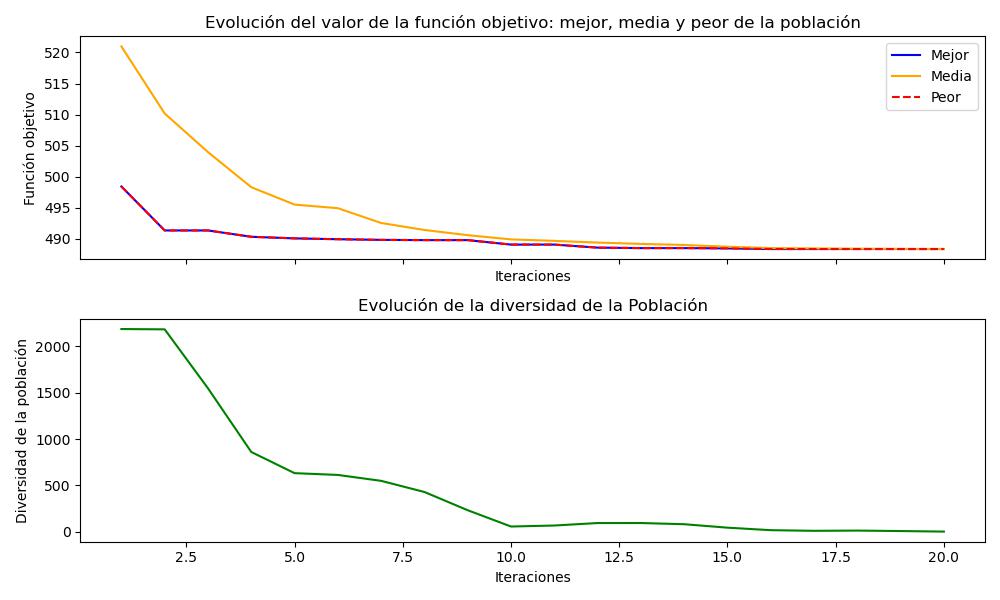 Evolución del valor de la función objetivo: mejor, media y peor de la población
Función objetivo
520
515
510
505
500
495
490
Mejor
Media
Peor
Iteraciones
Evolución de la diversidad de la Población
Diversidad de la población
2000
1500
1000
500
0
2.5 5.0 7.5 10.0 12.5 15.0 17.5 20.0
Iteraciones